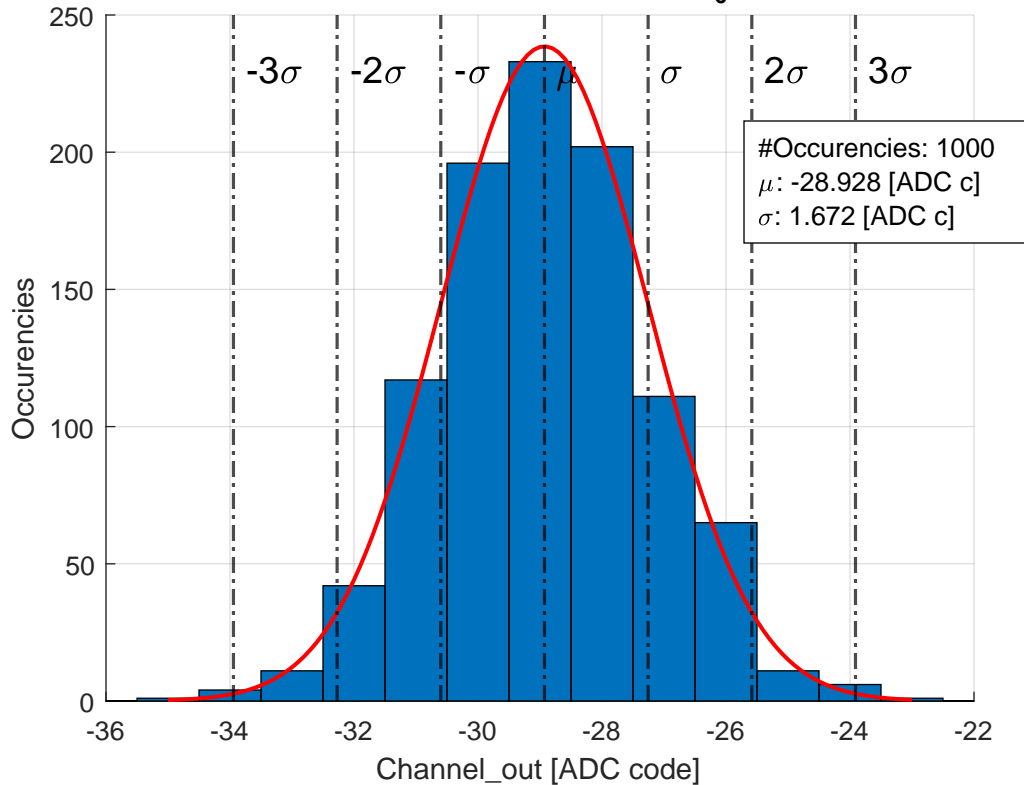 250
200
150
100
50
0
-3σ
-2σ
-σ
μ
σ
2σ
3σ
#Occurencies: 1000
μ: -28.928 [ADC c]
σ: 1.672 [ADC c]
Occurencies
-36
-34
-32
-30
-28
-26
-24
-22
Channel_out [ADC code]